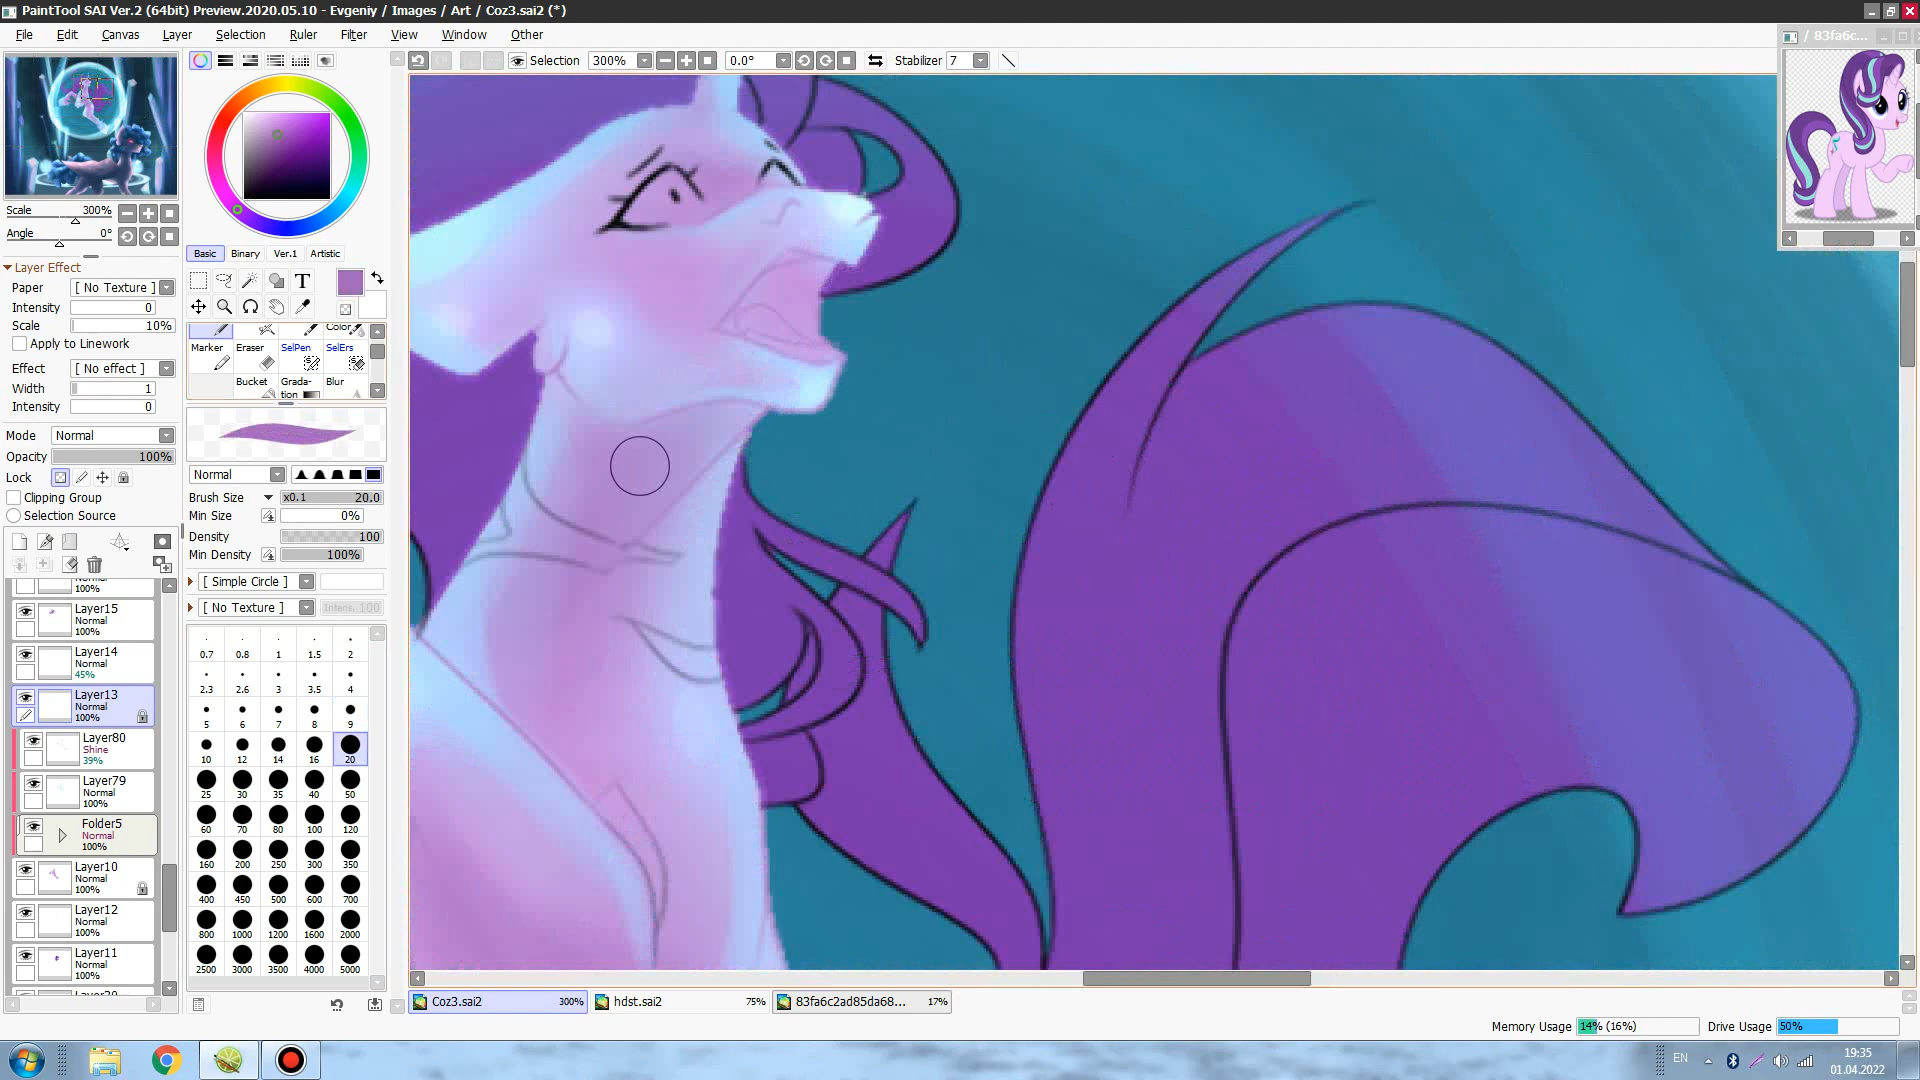 PaintTool SAI Ver.2 (64bit) Preview.2020.05.10 - Evgeniy / Images / Art / Coz3.sai2 (*)
File Edit Canvas Layer Selection Ruler Filter View Window Other
/ 83fa6c...
Selection 300% 0.0° Stabilizer 7
Scale 300%
Angle 0°
Layer Effect
Paper [ No Texture ]
Intensity 0
Scale 10%
Apply to Linework
Effect [ No effect ]
Width 1
Intensity 0
Mode Normal
Opacity 100%
Lock
Clipping Group
Selection Source
100%
Layer15
Normal
100%
Layer14
Normal
45%
Layer13
Normal
100%
Layer80
Shine
39%
Layer79
Normal
100%
Folder5
Normal
100%
Layer10
Normal
100%
Layer12
Normal
100%
Layer11
Normal
100%
Basic Binary Ver.1 Artistic
T
Color
Marker Eraser SelPen SelErs
Bucket Grada- Blur
tion
Normal
Brush Size x0.1 20.0
Min Size 0%
Density 100
Min Density 100%
[ Simple Circle ]
[ No Texture ] Intens. 100
0.7 0.8 1 1.5 2
2.3 2.6 3 3.5 4
5 6 7 8 9
10 12 14 16 20
25 30 35 40 50
60 70 80 100 120
160 200 250 300 350
400 450 500 600 700
800 1000 1200 1600 2000
2500 3000 3500 4000 5000
Coz3.sai2 300% hdst.sai2 75% 83fa6c2ad85da68... 17%
Memory Usage 14% (16%) Drive Usage 50%
EN
19:35
01.04.2022